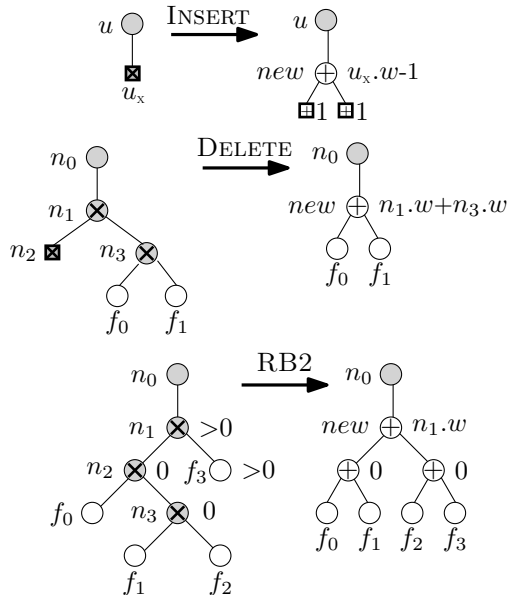 u INSERT u
u_x new u_x.w-1
1 1
n_0 DELETE n_0
n_1 new n_1.w+n_3.w
n_2 n_3
f_0 f_1 f_0 f_1
n_0 RB2 n_0
n_1 >0 new n_1.w
n_2 0 f_3 >0 0 0
f_0 n_3 0 f_0 f_1 f_2 f_3
f_1 f_2